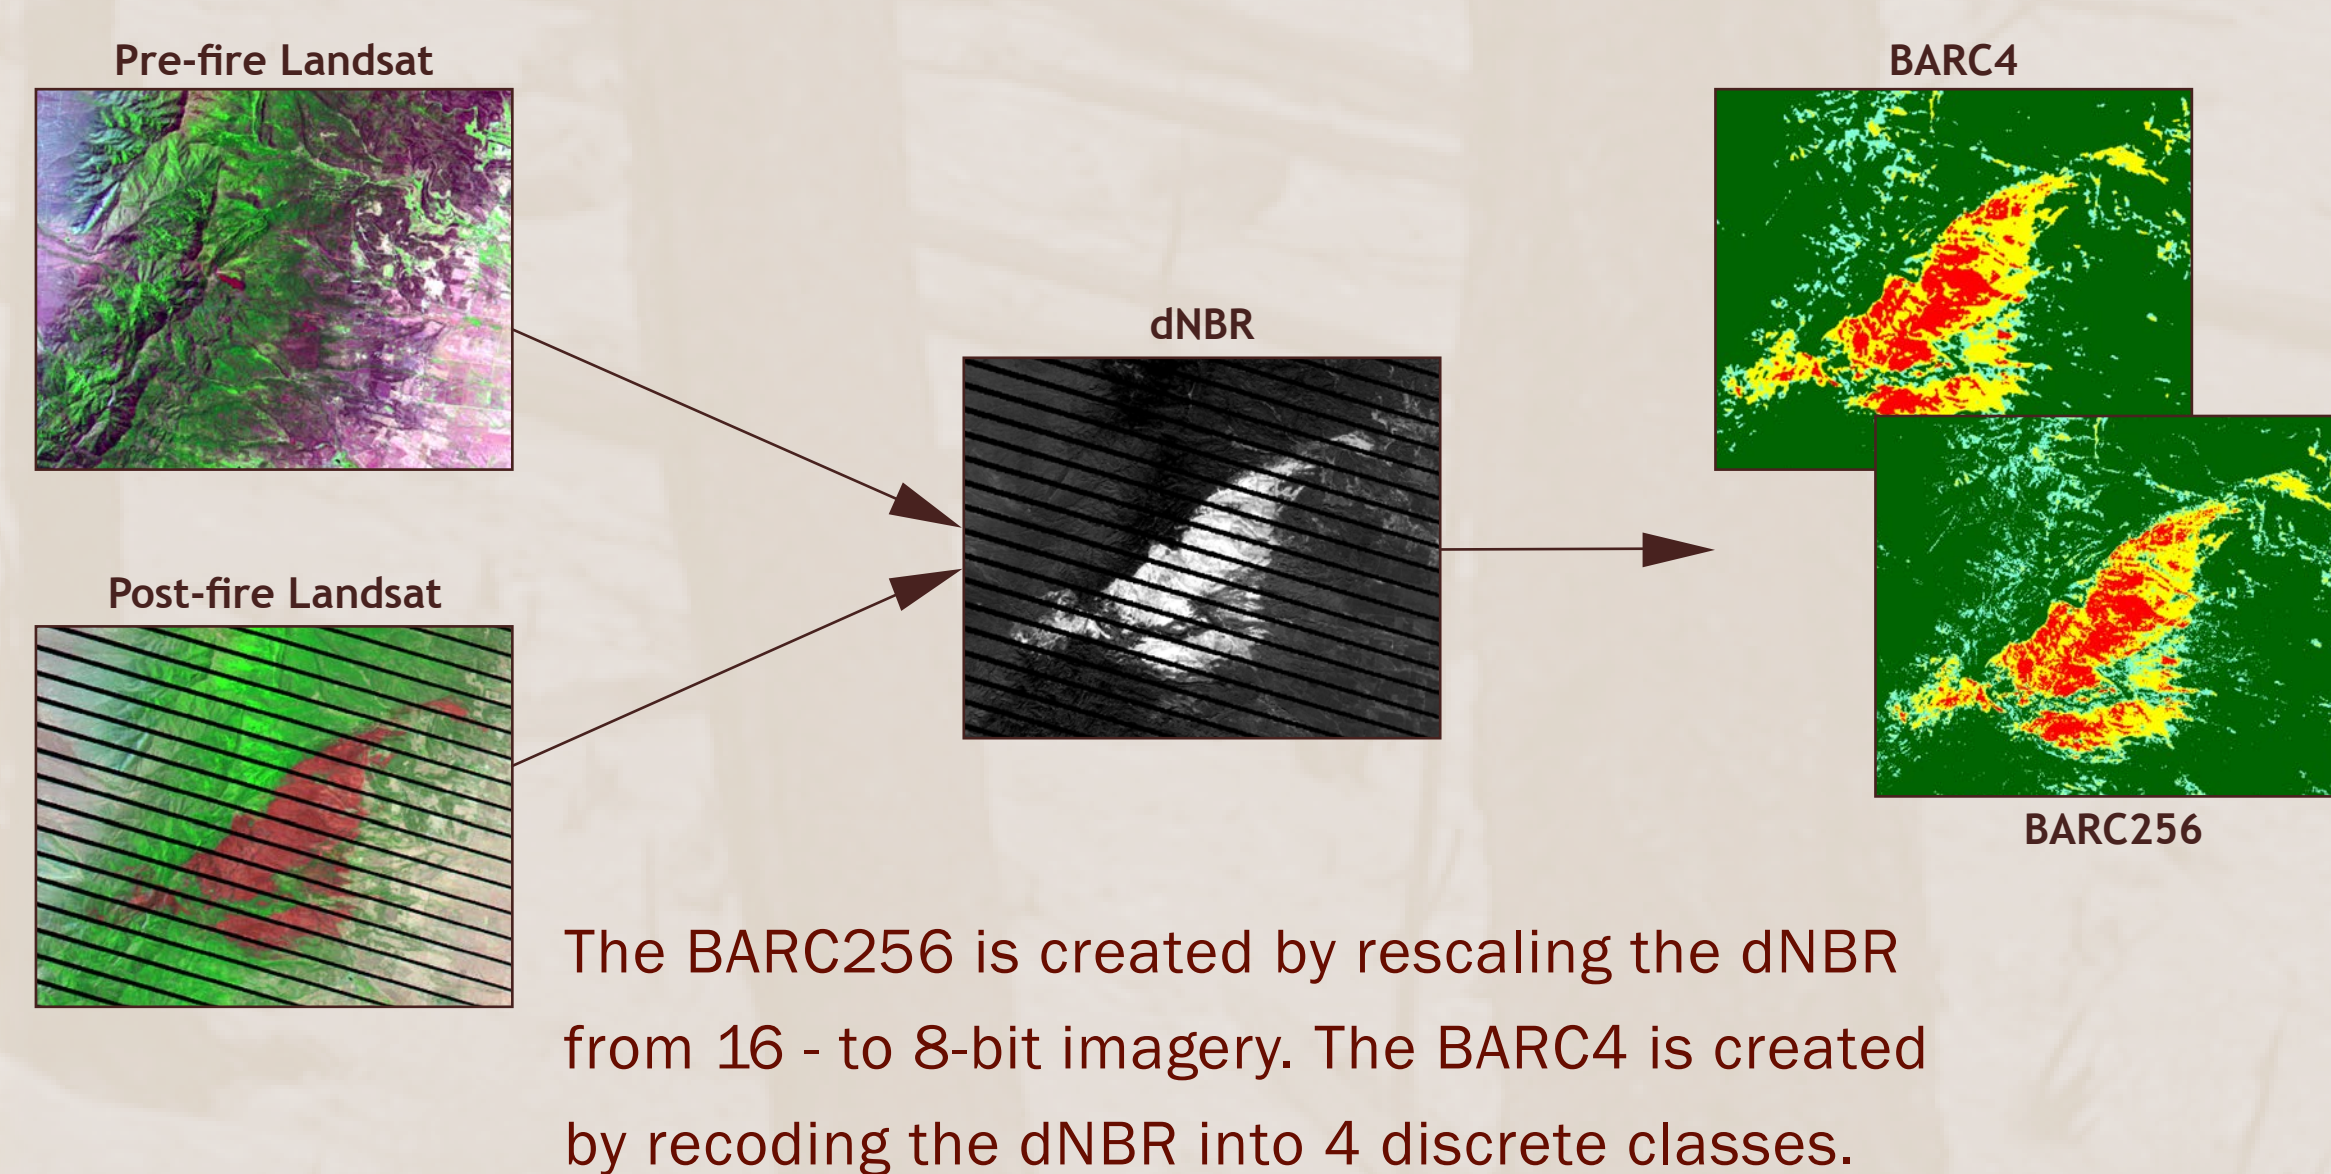 Pre-fire Landsat
BARC4
dNBR
Post-fire Landsat
BARC256
The BARC256 is created by rescaling the dNBR
from 16 - to 8-bit imagery. The BARC4 is created
by recoding the dNBR into 4 discrete classes.